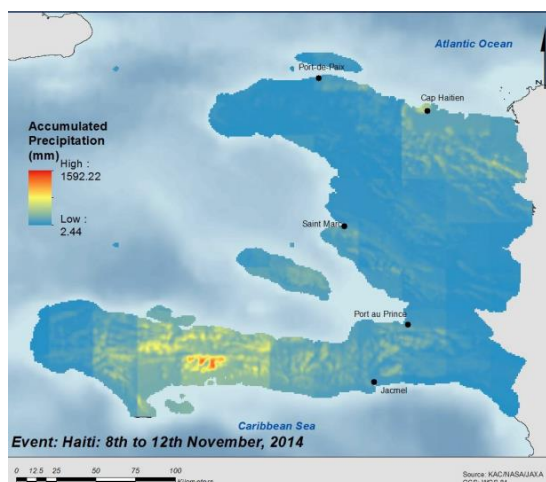 Atlantic Ocean
Port-de-Paix
Cap Haitien
Accumulated
Precipitation
(mm)
High :
1592.22
Low :
2.44
Saint Marc
Port au Prince
Jacmel
Caribbean Sea
Event: Haiti: 8th to 12th November, 2014
0 12.5 25 50 75 100
Kilometers
Source: KAC/NASA/JAXA